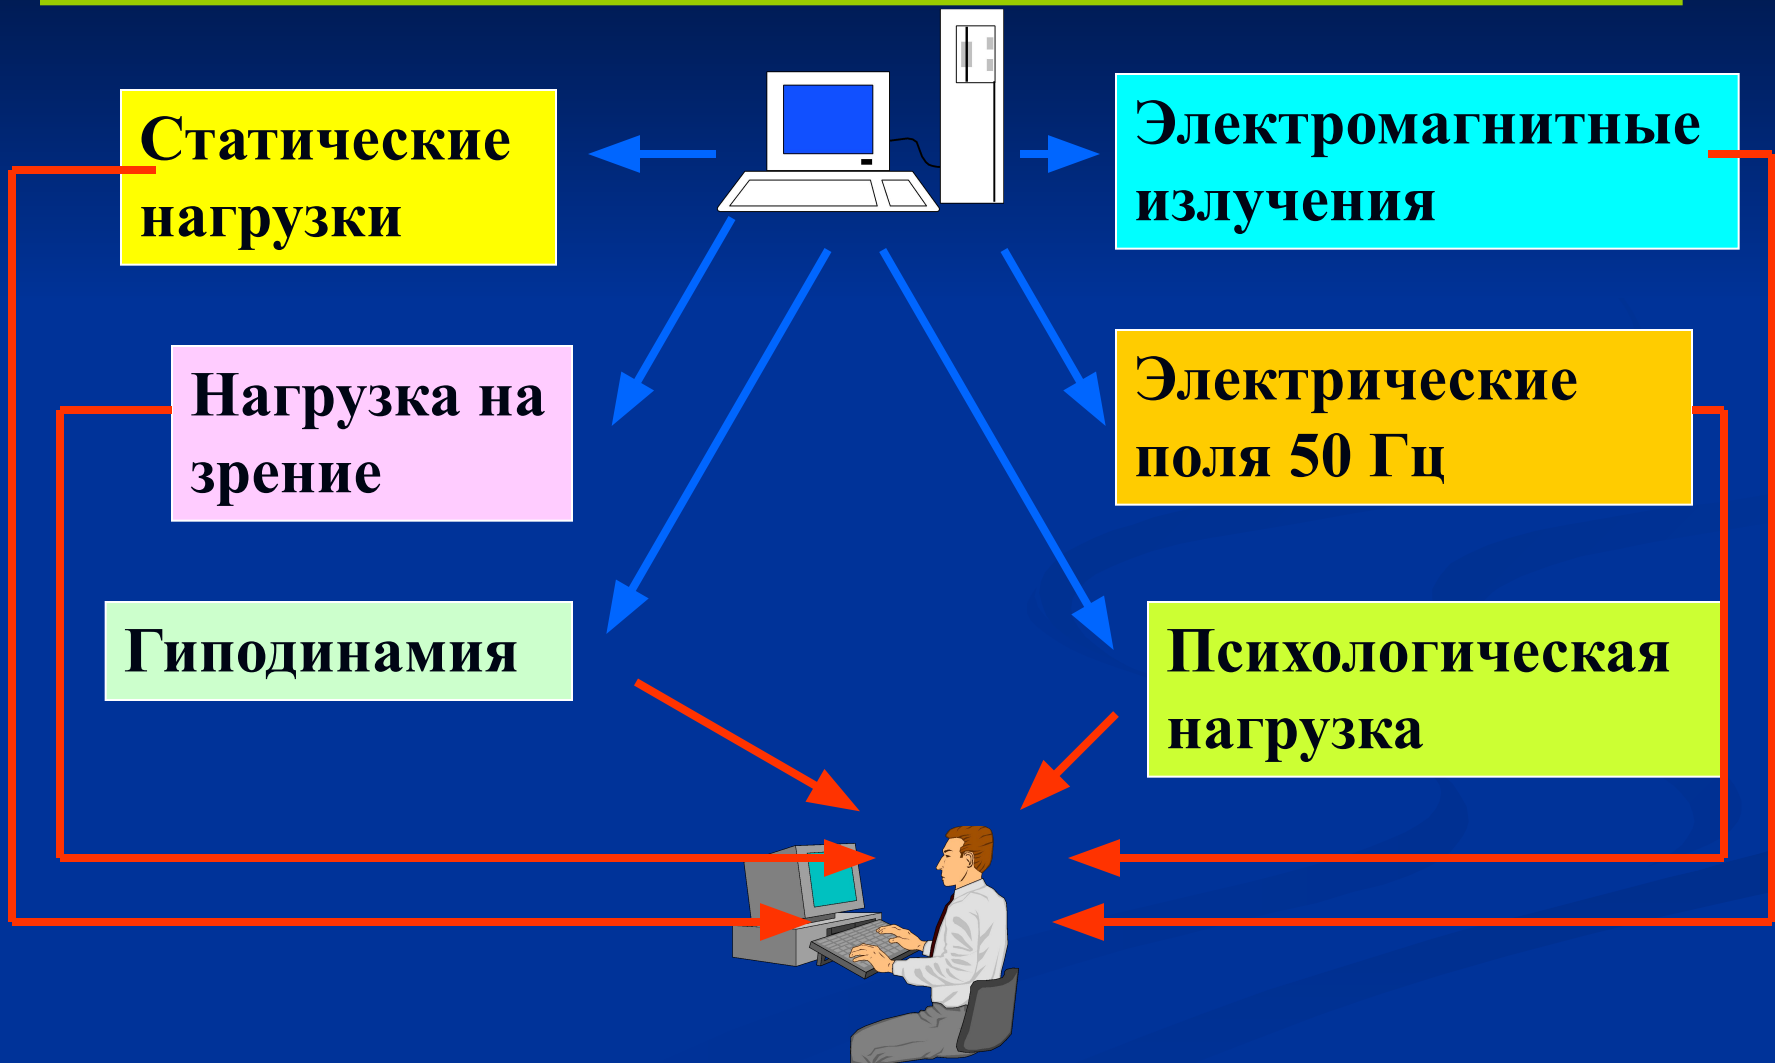 Статические
нагрузки
Электромагнитные
излучения
Нагрузка на
зрение
Электрические
поля 50 Гц
Гиподинамия
Психологическая
нагрузка